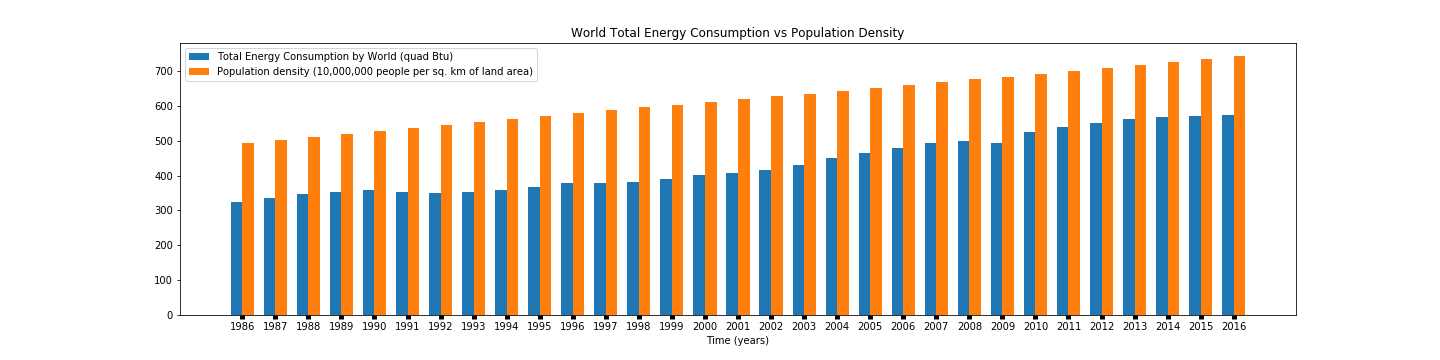 World Total Energy Consumption vs Population Density
Total Energy Consumption by World (quad Btu)
Population density (10,000,000 people per sq. km of land area)
700
600
500
400
300
200
100
0
1986 1987 1988 1989 1990 1991 1992 1993 1994 1995 1996 1997 1998 1999 2000 2001 2002 2003 2004 2005 2006 2007 2008 2009 2010 2011 2012 2013 2014 2015 2016
Time (years)